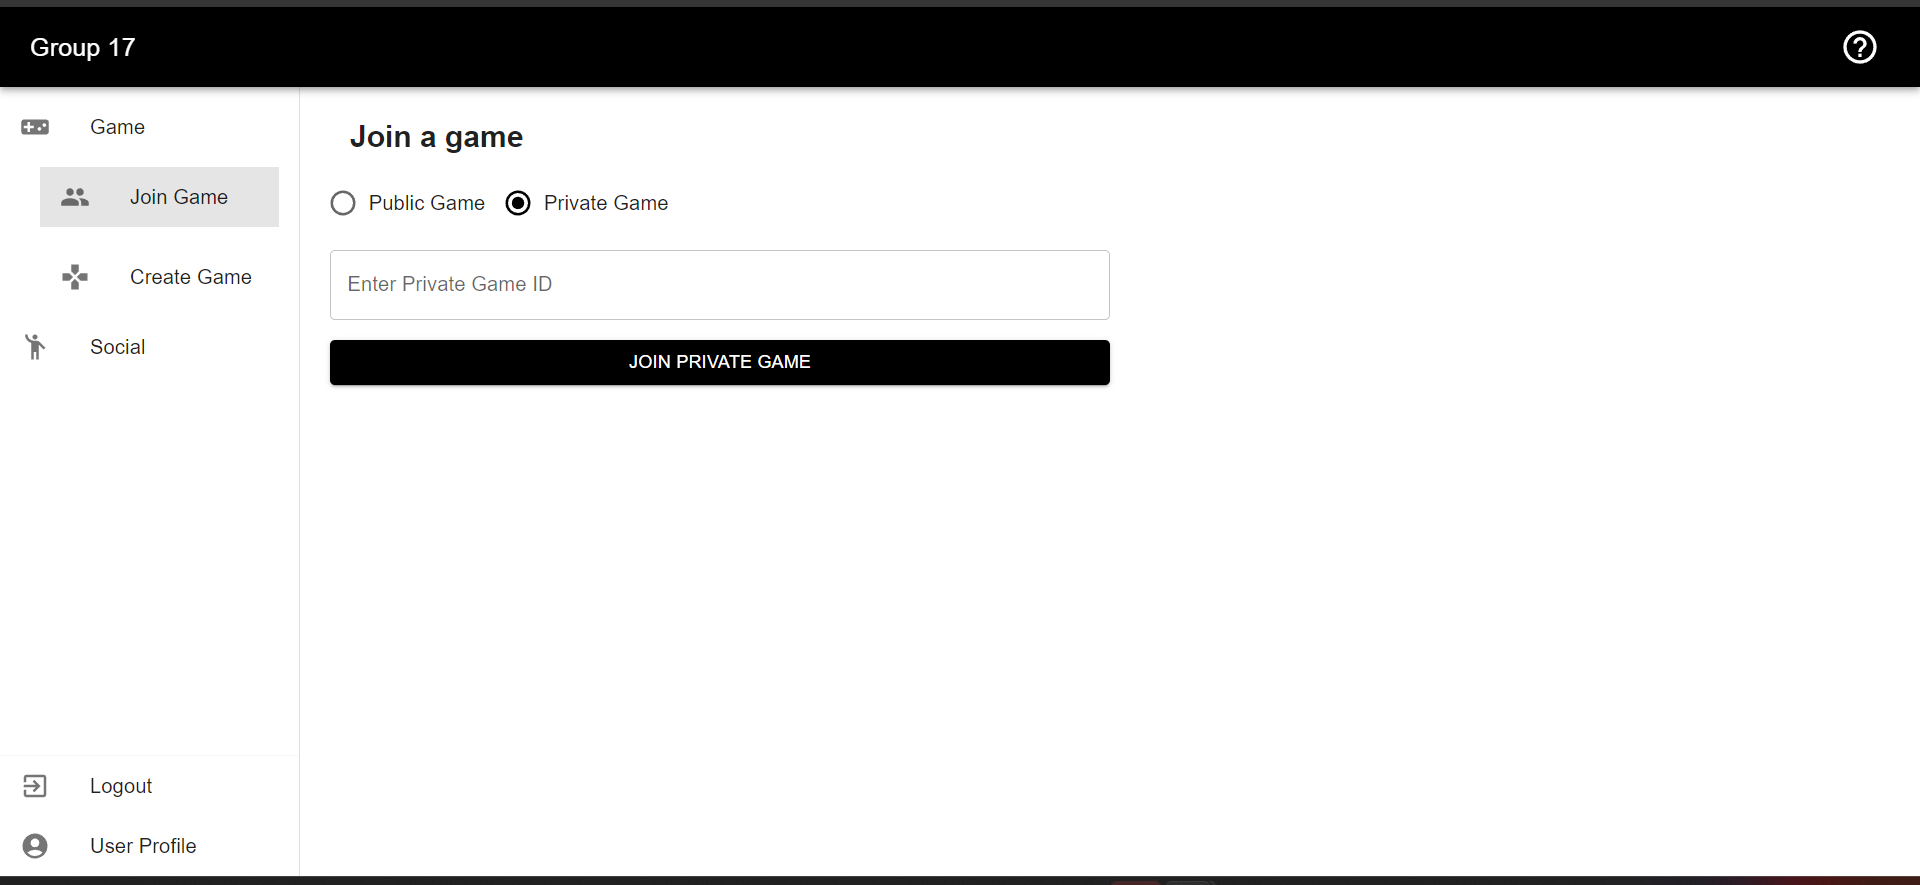 Group 17
Game
Join Game
Create Game
Social
Logout
User Profile
Join a game
Public Game
Private Game
Enter Private Game ID
JOIN PRIVATE GAME